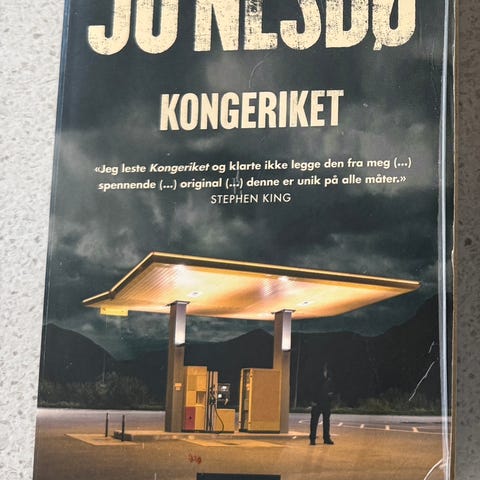 JO NESBØ
KONGERIKET
«Jeg leste Kongeriket og klarte ikke legge den fra meg (...)
spennende (...) original (...) denne er unik på alle måter.»
STEPHEN KING